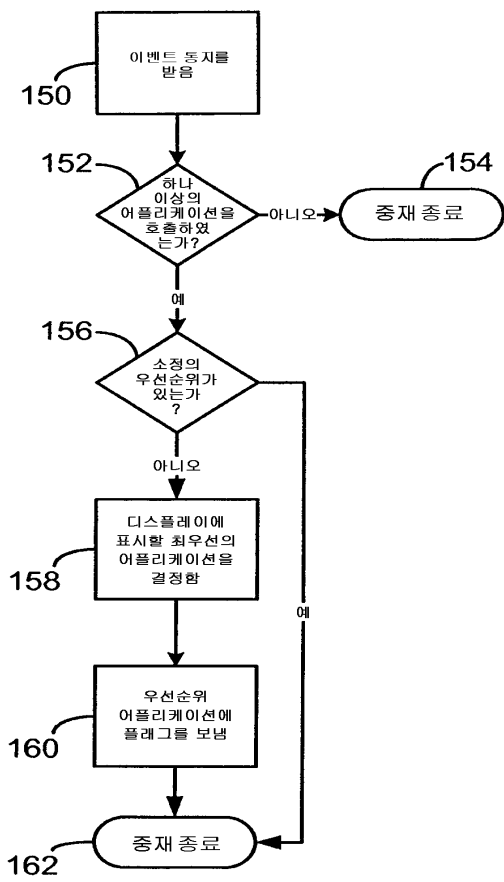 이벤트 동지를
받음
150
152
하나
이상의
어플리케이션을
호출하였
는가?
아니오
154
중재 종료
예
156
소정의
우선순위가
있는가
?
아니오
158
디스플레이에
표시할 최우선의
어플리케이션을
결정함
예
160
우선순위
어플리케이션에
플래그를 보냄
162
중재 종료